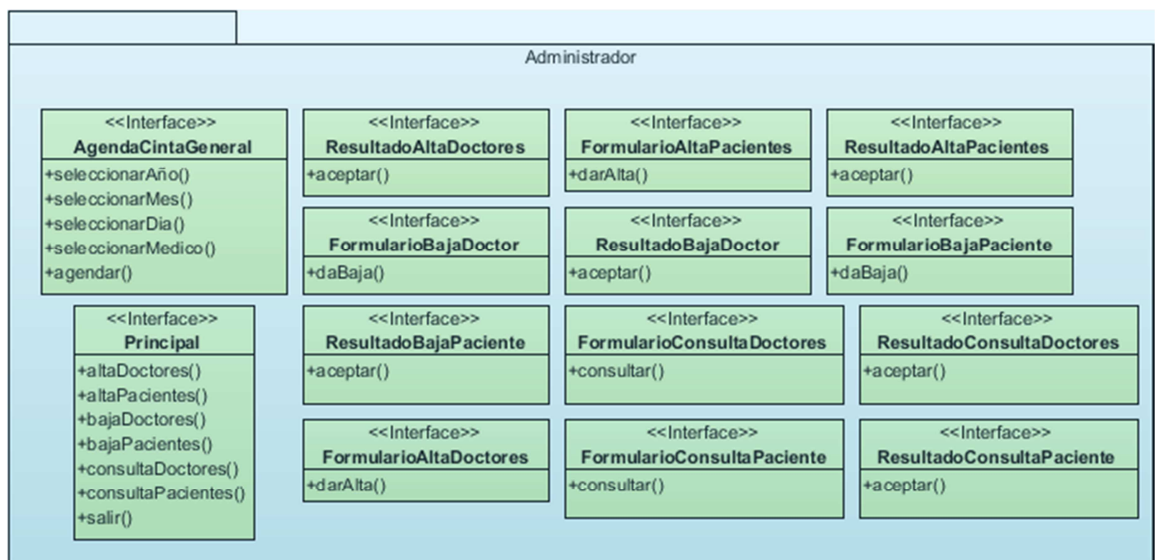 Administrador
<<Interface>>
AgendaCintaGeneral
+seleccionarAño()
+seleccionarMes()
+seleccionarDia()
+seleccionarMedico()
+agendar()
<<Interface>>
ResultadoAltaDoctores
+aceptar()
<<Interface>>
FormularioAltaPacientes
+darAlta()
<<Interface>>
ResultadoAltaPacientes
+aceptar()
<<Interface>>
FormularioBajaDoctor
+daBaja()
<<Interface>>
ResultadoBajaDoctor
+aceptar()
<<Interface>>
FormularioBajaPaciente
+daBaja()
<<Interface>>
Principal
+altaDoctores()
+altaPacientes()
+bajaDoctores()
+bajaPacientes()
+consultaDoctores()
+consultaPacientes()
+salir()
<<Interface>>
ResultadoBajaPaciente
+aceptar()
<<Interface>>
FormularioConsultaDoctores
+consultar()
<<Interface>>
ResultadoConsultaDoctores
+aceptar()
<<Interface>>
FormularioAltaDoctores
+darAlta()
<<Interface>>
FormularioConsultaPaciente
+consultar()
<<Interface>>
ResultadoConsultaPaciente
+aceptar()